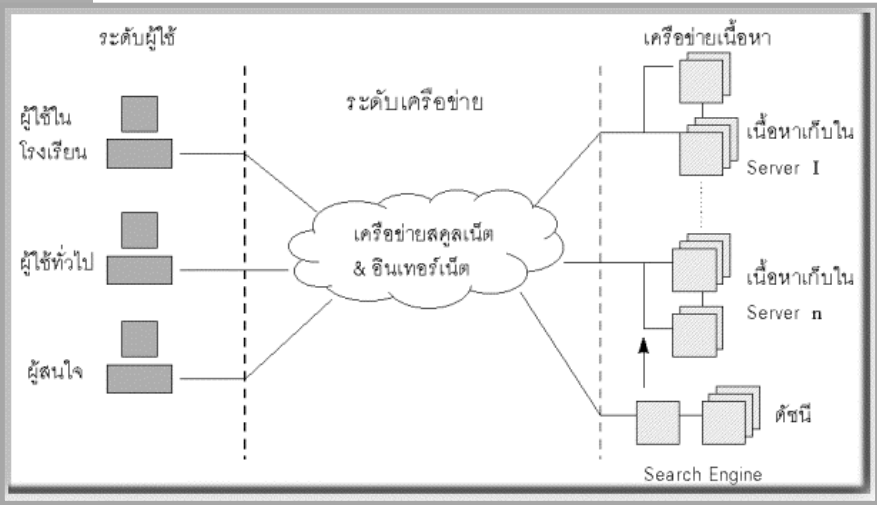 ระดับผู้ใช้
เครือข่ายเนื้อหา
ระดับเครือข่าย
ผู้ใช้ใน
โรงเรียน
ผู้ใช้ทั่วไป
ผู้สนใจ
เครือข่ายสคูลเน็ต
& อินเทอร์เน็ต
เนื้อหาเก็บใน
Server I
เนื้อหาเก็บใน
Server n
ดัชนี
Search Engine